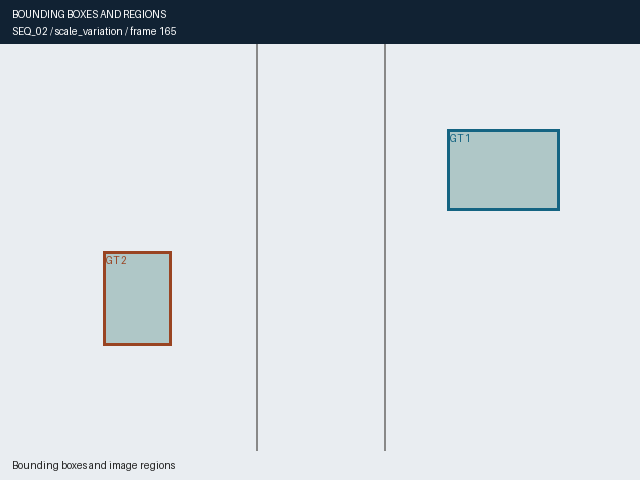 BOUNDING BOXES AND REGIONS
SEQ_02 / scale_variation / frame 165
GT1
GT2
Bounding boxes and image regions